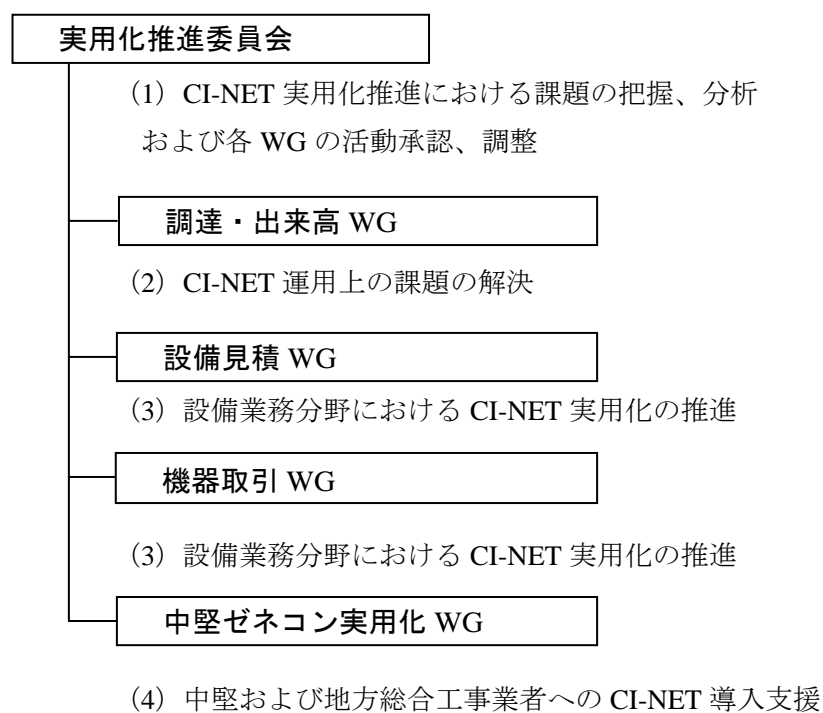 実用化推進委員会
(1) CI-NET 実用化推進における課題の把握、分析
および各 WG の活動承認、調整
調達・出来高 WG
(2) CI-NET 運用上の課題の解決
設備見積 WG
(3) 設備業務分野における CI-NET 実用化の推進
機器取引 WG
(3) 設備業務分野における CI-NET 実用化の推進
中堅ゼネコン実用化 WG
(4) 中堅および地方総合工事業者への CI-NET 導入支援